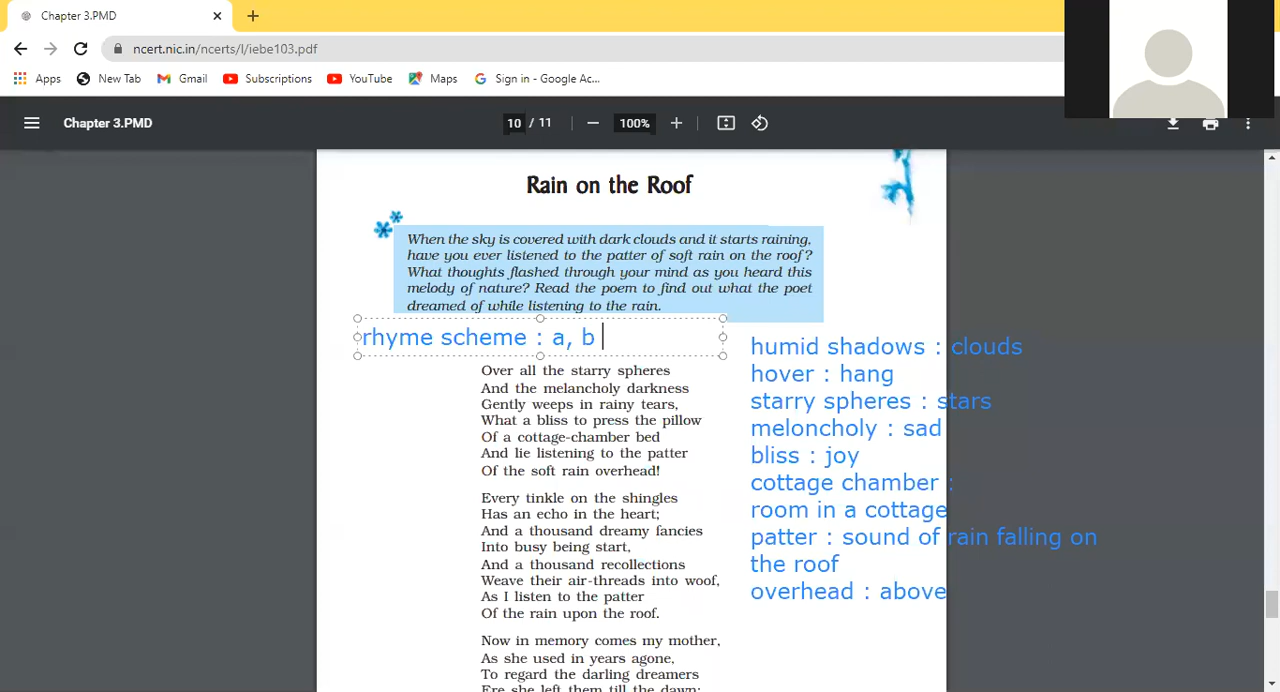 Chapter 3.PMD
ncert.nic.in/ncerts/l/iebe103.pdf
Apps New Tab Gmail Subscriptions YouTube Maps Sign in - Google Ac...
Chapter 3.PMD 10 / 11 100%
Rain on the Roof
When the sky is covered with dark clouds and it starts raining,
have you ever listened to the patter of soft rain on the roof?
What thoughts flashed through your mind as you heard this
melody of nature? Read the poem to find out what the poet
dreamed of while listening to the rain.
rhyme scheme : a, b
Over all the starry spheres
And the melancholy darkness
Gently weeps in rainy tears,
What a bliss to press the pillow
Of a cottage-chamber bed
And lie listening to the patter
Of the soft rain overhead!
Every tinkle on the shingles
Has an echo in the heart;
And a thousand dreamy fancies
Into busy being start,
And a thousand recollections
Weave their air-threads into woof,
As I listen to the patter
Of the rain upon the roof.
Now in memory comes my mother,
As she used in years agone,
To regard the darling dreamers
Ere she left them till the dawn:
humid shadows : clouds
hover : hang
starry spheres : stars
meloncholy : sad
bliss : joy
cottage chamber :
room in a cottage
patter : sound of rain falling on
the roof
overhead : above